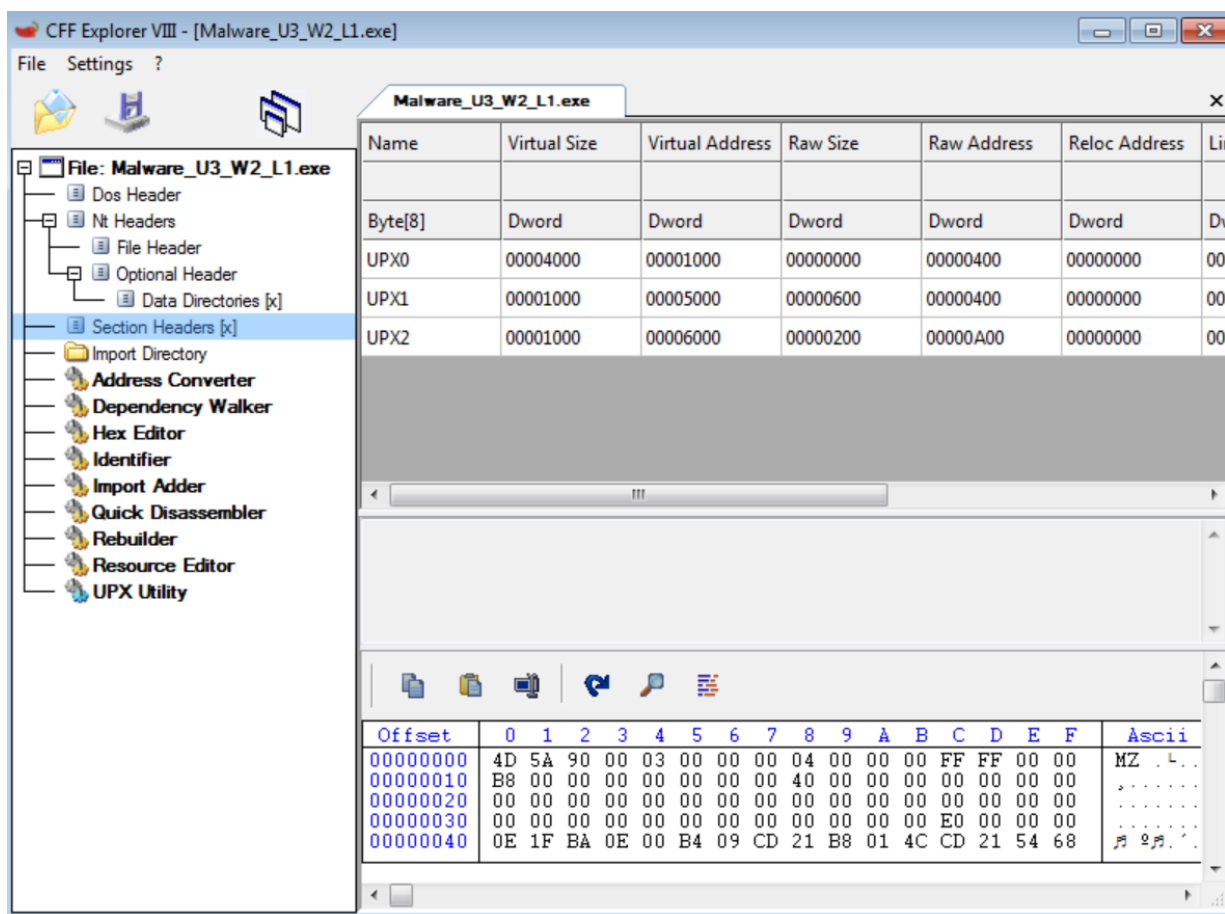 CFF Explorer VIII - [Malware_U3_W2_L1.exe]
File Settings ?
Malware_U3_W2_L1.exe
File: Malware_U3_W2_L1.exe
Dos Header
Nt Headers
File Header
Optional Header
Data Directories [x]
Section Headers [x]
Import Directory
Address Converter
Dependency Walker
Hex Editor
Identifier
Import Adder
Quick Disassembler
Rebuilder
Resource Editor
UPX Utility
Name Virtual Size Virtual Address Raw Size Raw Address Reloc Address
Byte[8] Dword Dword Dword Dword Dword
UPX0 00004000 00001000 00000000 00000400 00000000 00
UPX1 00001000 00005000 00000600 00000400 00000000 00
UPX2 00001000 00006000 00000200 00000A00 00000000 00
Offset 0 1 2 3 4 5 6 7 8 9 A B C D E F Ascii
00000000 4D 5A 90 00 03 00 00 00 04 00 00 00 FF FF 00 00 MZ
00000010 B8 00 00 00 00 00 00 00 40 00 00 00 00 00 00 00
00000020 00 00 00 00 00 00 00 00 00 00 00 00 00 00 00 00
00000030 00 00 00 00 00 00 00 00 00 00 00 00 E0 00 00 00
00000040 0E 1F BA 0E 00 B4 09 CD 21 B8 01 4C CD 21 54 68